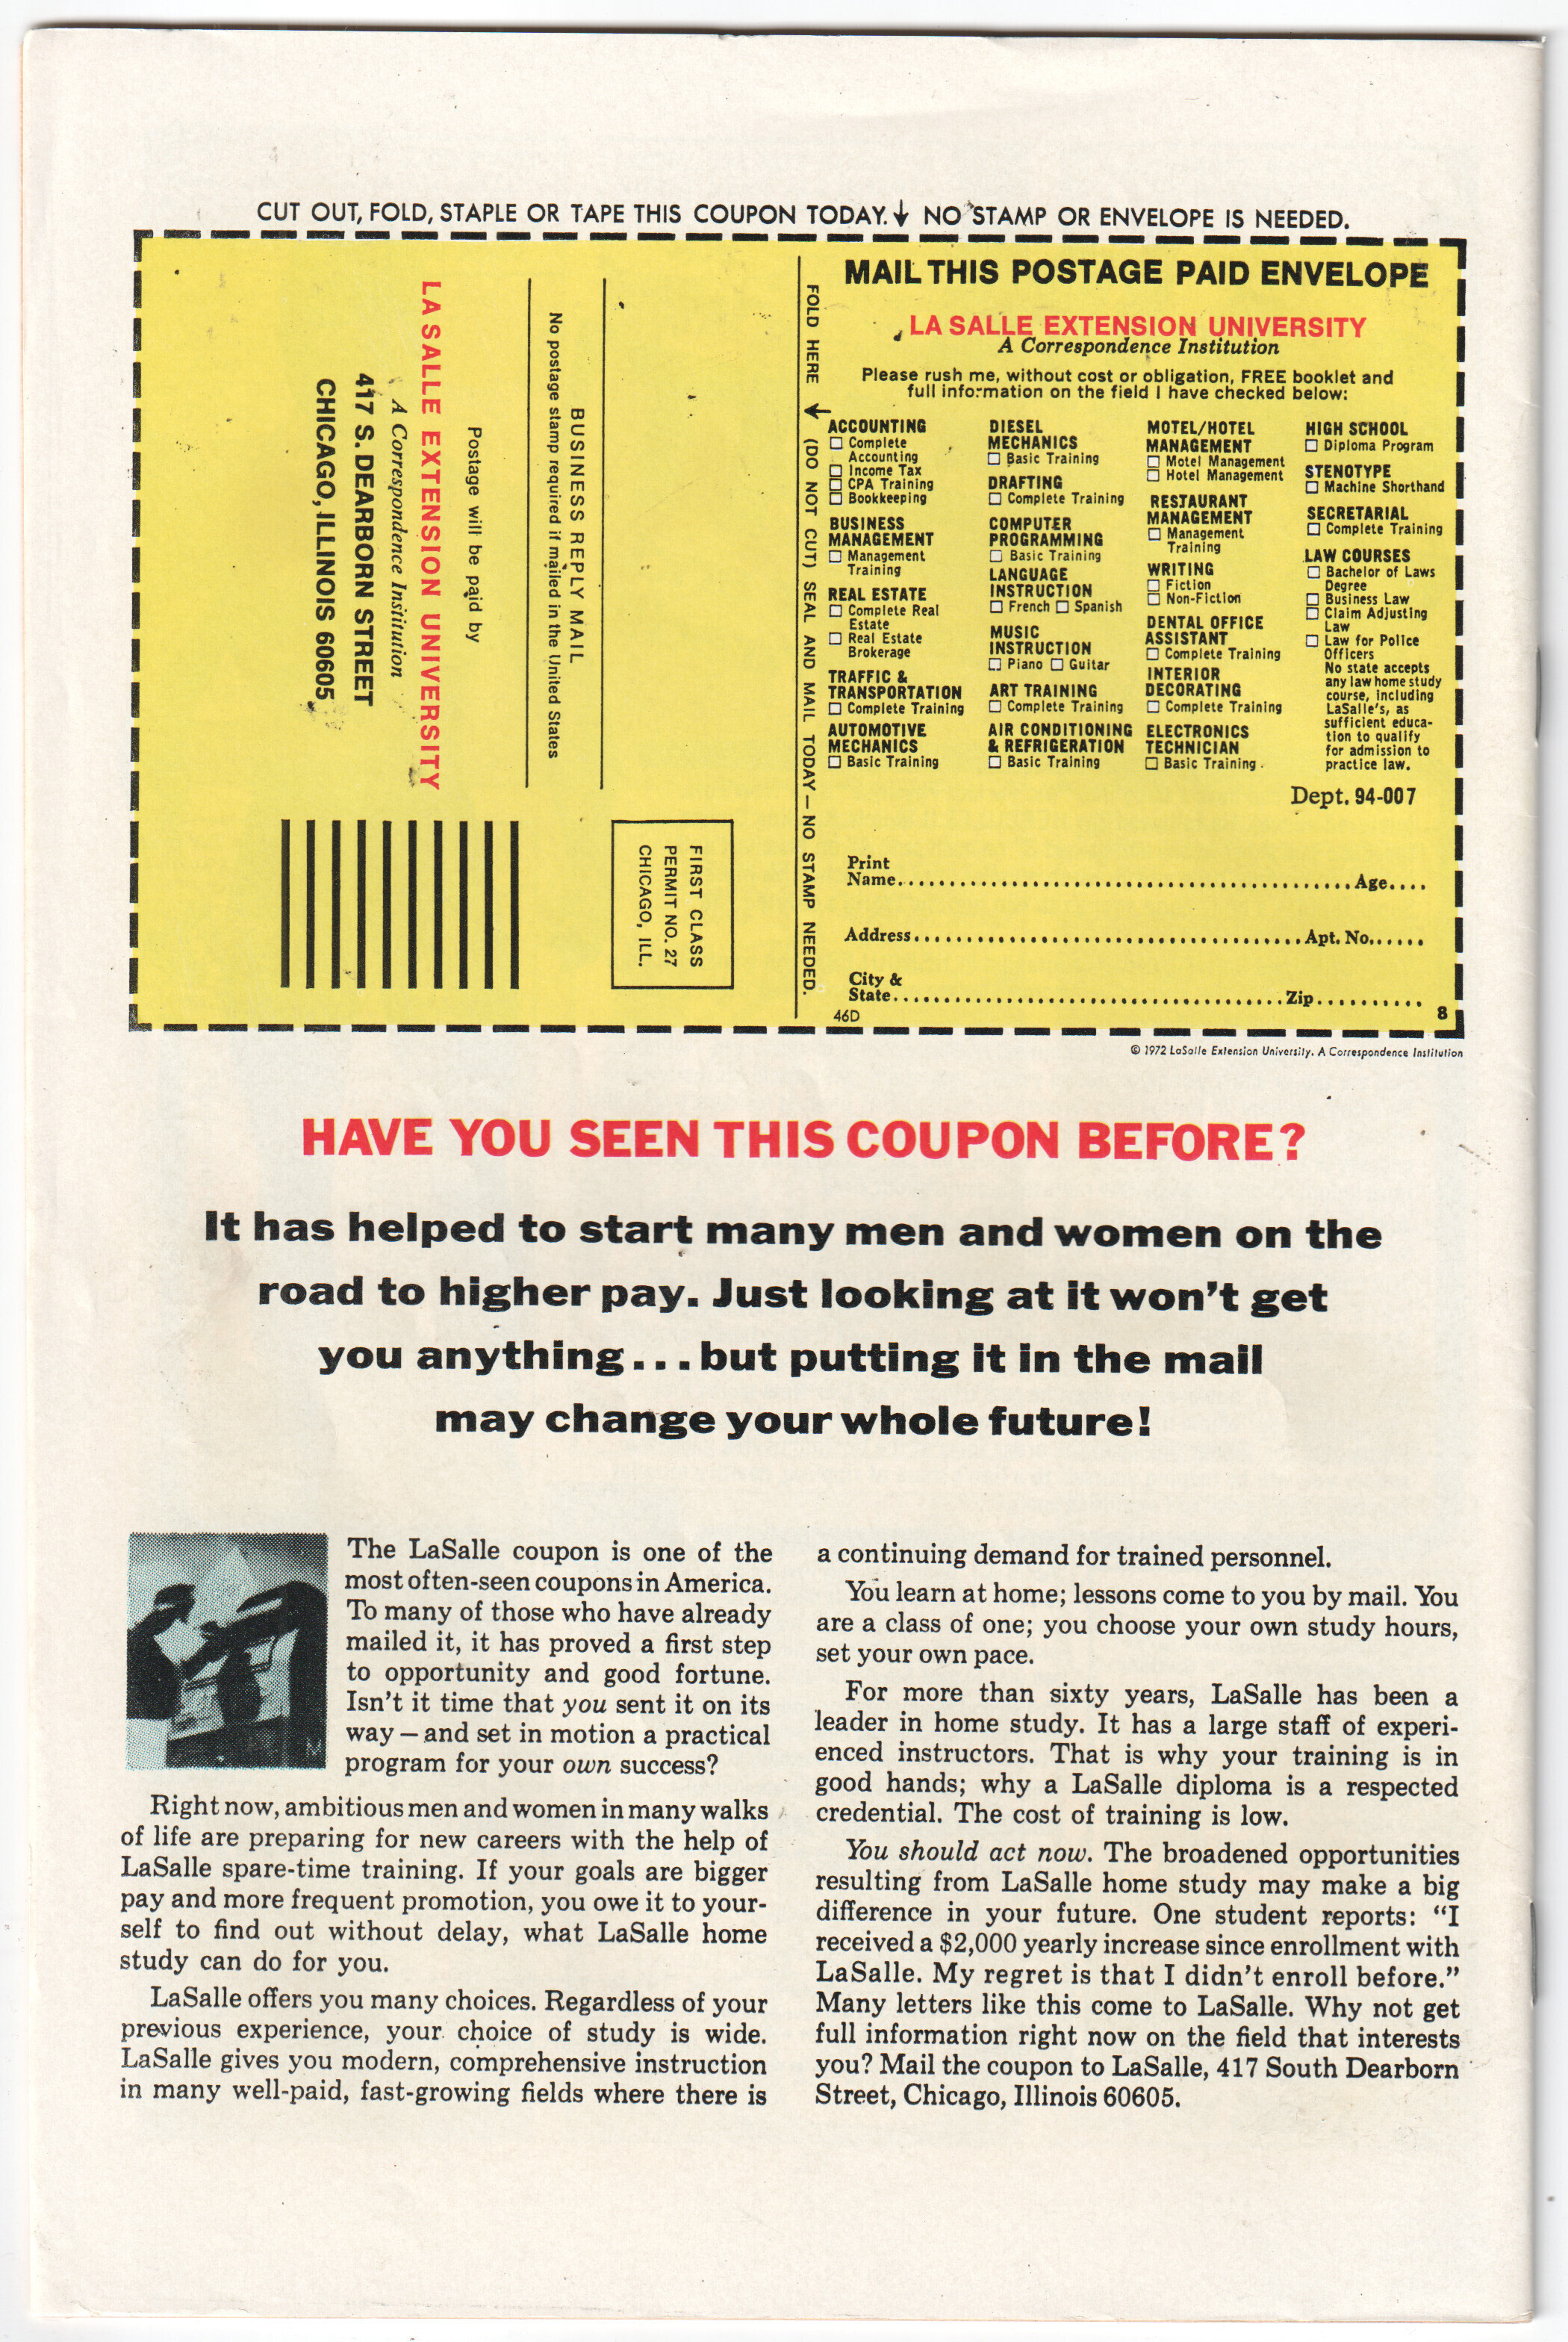 CUT OUT, FOLD, STAPLE OR TAPE THIS COUPON TODAY.↓ NO STAMP OR ENVELOPE IS NEEDED.
LA SALLE EXTENSION UNIVERSITY
A Correspondence Institution
417 S. DEARBORN STREET
CHICAGO, ILLINOIS 60605
Postage will be paid by
No postage stamp required if mailed in the United States
BUSINESS REPLY MAIL
FIRST CLASS
PERMIT NO. 27
CHICAGO, ILL.
FOLD HERE → (DO NOT CUT) SEAL AND MAIL TODAY — NO STAMP NEEDED.
MAIL THIS POSTAGE PAID ENVELOPE
LA SALLE EXTENSION UNIVERSITY
A Correspondence Institution
Please rush me, without cost or obligation, FREE booklet and
full information on the field I have checked below:
ACCOUNTING
□ Complete
Accounting
□ Income Tax
□ CPA Training
□ Bookkeeping
BUSINESS
MANAGEMENT
□ Management
Training
REAL ESTATE
□ Complete Real
Estate
□ Real Estate
Brokerage
TRAFFIC &
TRANSPORTATION
□ Complete Training
AUTOMOTIVE
MECHANICS
□ Basic Training
DIESEL
MECHANICS
□ Basic Training
DRAFTING
□ Complete Training
COMPUTER
PROGRAMMING
□ Basic Training
LANGUAGE
INSTRUCTION
□ French □ Spanish
MUSIC
INSTRUCTION
□ Piano □ Guitar
ART TRAINING
□ Complete Training
AIR CONDITIONING
& REFRIGERATION
□ Basic Training
MOTEL/HOTEL
MANAGEMENT
□ Motel Management
□ Hotel Management
RESTAURANT
MANAGEMENT
□ Management
Training
WRITING
□ Fiction
□ Non-Fiction
DENTAL OFFICE
ASSISTANT
□ Complete Training
INTERIOR
DECORATING
□ Complete Training
ELECTRONICS
TECHNICIAN
□ Basic Training
HIGH SCHOOL
□ Diploma Program
STENOTYPE
□ Machine Shorthand
SECRETARIAL
□ Complete Training
LAW COURSES
□ Bachelor of Laws
Degree
□ Business Law
□ Claim Adjusting
Law
□ Law for Police
Officers
No state accepts
any law home study
course, including
LaSalle's, as
sufficient educa-
tion to qualify
for admission to
practice law.
Dept. 94-007
Print
Name..........Age....
Address..........Apt. No......
City &
State..........Zip..........
46D 8
© 1972 LaSalle Extension University. A Correspondence Institution
HAVE YOU SEEN THIS COUPON BEFORE?
It has helped to start many men and women on the
road to higher pay. Just looking at it won't get
you anything...but putting it in the mail
may change your whole future!
The LaSalle coupon is one of the
most often-seen coupons in America.
To many of those who have already
mailed it, it has proved a first step
to opportunity and good fortune.
Isn't it time that you sent it on its
way — and set in motion a practical
program for your own success?
Right now, ambitious men and women in many walks
of life are preparing for new careers with the help of
LaSalle spare-time training. If your goals are bigger
pay and more frequent promotion, you owe it to your-
self to find out without delay, what LaSalle home
study can do for you.
LaSalle offers you many choices. Regardless of your
previous experience, your choice of study is wide.
LaSalle gives you modern, comprehensive instruction
in many well-paid, fast-growing fields where there is
a continuing demand for trained personnel.
You learn at home; lessons come to you by mail. You
are a class of one; you choose your own study hours,
set your own pace.
For more than sixty years, LaSalle has been a
leader in home study. It has a large staff of experi-
enced instructors. That is why your training is in
good hands; why a LaSalle diploma is a respected
credential. The cost of training is low.
You should act now. The broadened opportunities
resulting from LaSalle home study may make a big
difference in your future. One student reports: “I
received a $2,000 yearly increase since enrollment with
LaSalle. My regret is that I didn't enroll before.”
Many letters like this come to LaSalle. Why not get
full information right now on the field that interests
you? Mail the coupon to LaSalle, 417 South Dearborn
Street, Chicago, Illinois 60605.